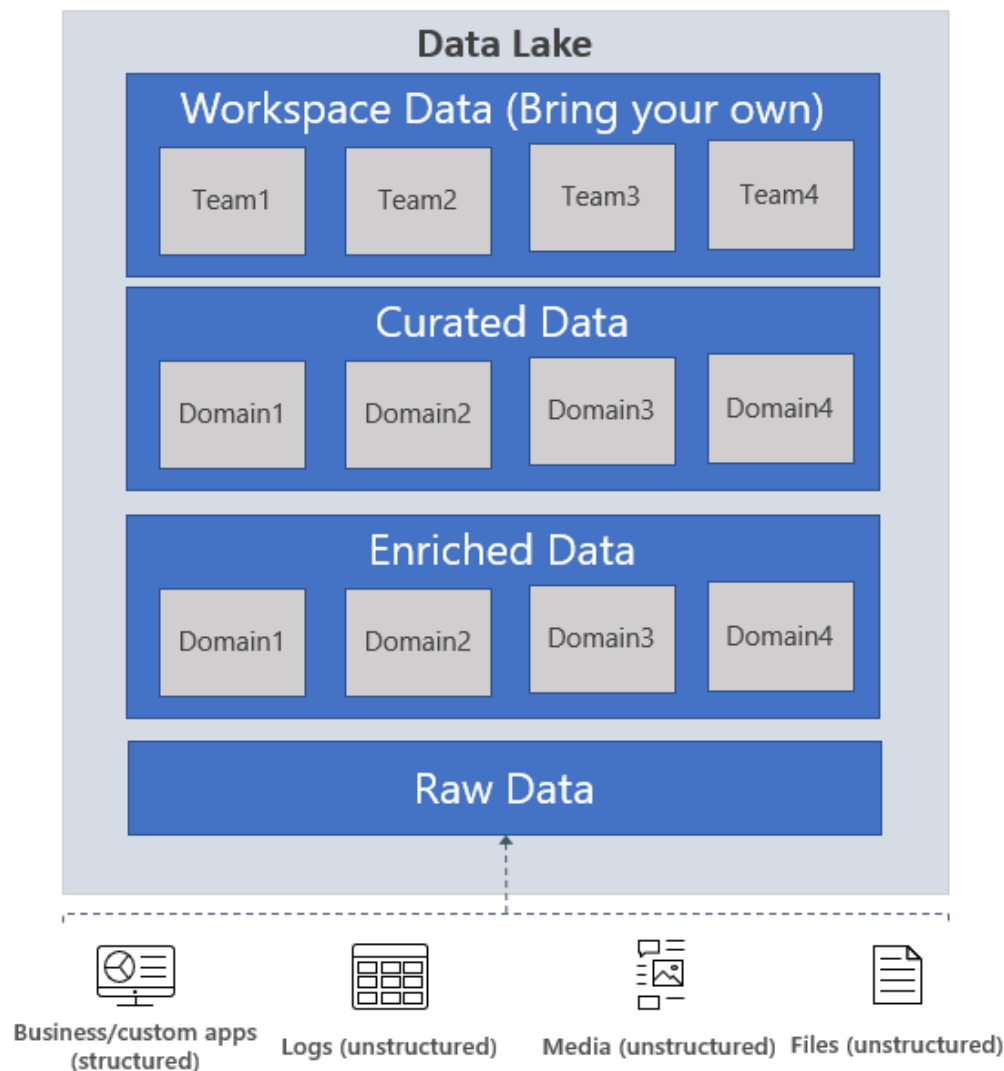 Data Lake
Workspace Data (Bring your own)
Team1
Team2
Team3
Team4
Curated Data
Domain1
Domain2
Domain3
Domain4
Enriched Data
Domain1
Domain2
Domain3
Domain4
Raw Data
Business/custom apps
(structured)
Logs (unstructured)
Media (unstructured)
Files (unstructured)